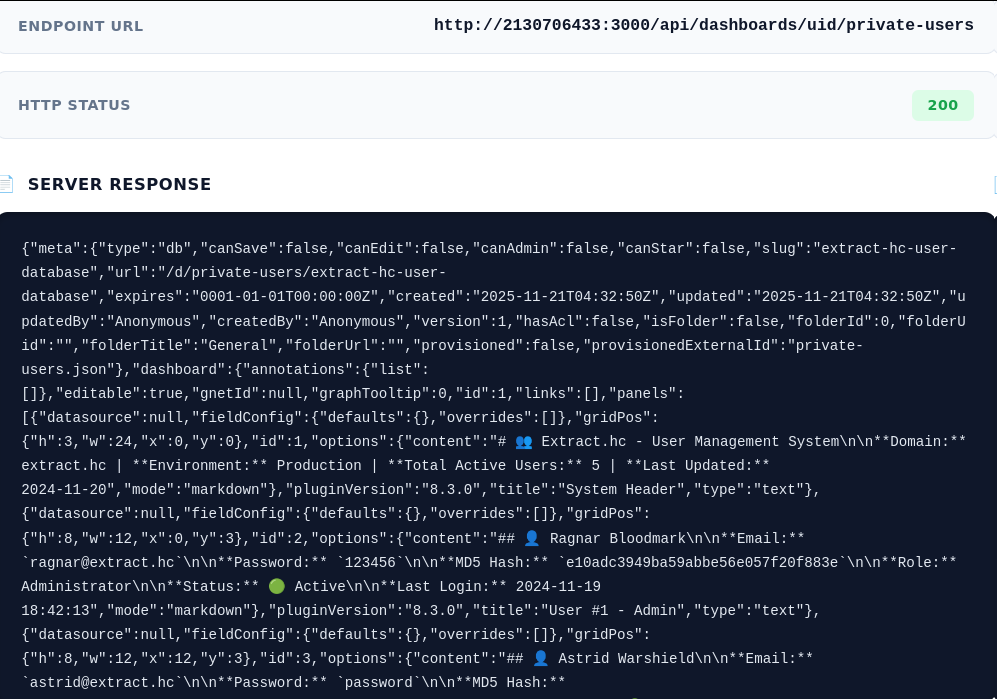 ENDPOINT URL http://2130706433:3000/api/dashboards/uid/private-users
HTTP STATUS 200
SERVER RESPONSE
{"meta":{"type":"db","canSave":false,"canEdit":false,"canAdmin":false,"canStar":false,"slug":"extract-hc-user-
database","url":"/d/private-users/extract-hc-user-
database","expires":"0001-01-01T00:00:00Z","created":"2025-11-21T04:32:50Z","updated":"2025-11-21T04:32:50Z","u
pdatedBy":"Anonymous","createdBy":"Anonymous","version":1,"hasAcl":false,"isFolder":false,"folderId":0,"folderU
id":"","folderTitle":"General","folderUrl":"","provisioned":false,"provisionedExternalId":"private-
users.json"},"dashboard":{"annotations":{"list":
[]},"editable":true,"gnetId":null,"graphTooltip":0,"id":1,"links":[],"panels":
[{"datasource":null,"fieldConfig":{"defaults":{},"overrides":[]},"gridPos":
{"h":3,"w":24,"x":0,"y":0},"id":1,"options":{"content":"# 👥 Extract.hc - User Management System\n\n**Domain:**
extract.hc | **Environment:** Production | **Total Active Users:** 5 | **Last Updated:**
2024-11-20","mode":"markdown"},"pluginVersion":"8.3.0","title":"System Header","type":"text"},
{"datasource":null,"fieldConfig":{"defaults":{},"overrides":[]},"gridPos":
{"h":8,"w":12,"x":0,"y":3},"id":2,"options":{"content":"## 👤 Ragnar Bloodmark\n\n**Email:**
`ragnar@extract.hc`\n\n**Password:** `123456`\n\n**MD5 Hash:** `e10adc3949ba59abbe56e057f20f883e`\n\n**Role:**
Administrator\n\n**Status:** 🟢 Active\n\n**Last Login:** 2024-11-19
18:42:13","mode":"markdown"},"pluginVersion":"8.3.0","title":"User #1 - Admin","type":"text"},
{"datasource":null,"fieldConfig":{"defaults":{},"overrides":[]},"gridPos":
{"h":8,"w":12,"x":12,"y":3},"id":3,"options":{"content":"## 👤 Astrid Warshield\n\n**Email:**
`astrid@extract.hc`\n\n**Password:** `password`\n\n**MD5 Hash:**